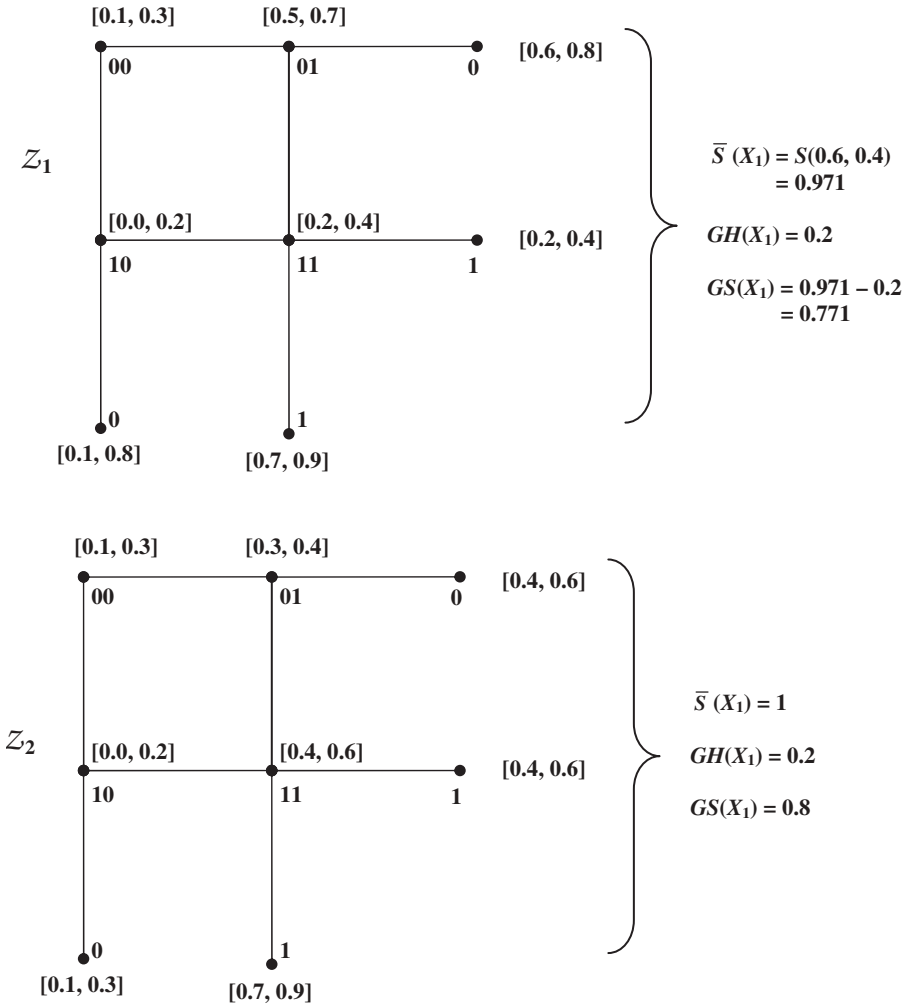 [0.1, 0.3] [0.5, 0.7]
00 01 0 [0.6, 0.8]
z1
S̅ (X1) = S(0.6, 0.4)
= 0.971
[0.0, 0.2] [0.2, 0.4] [0.2, 0.4]
GH(X1) = 0.2
10 11 1
GS(X1) = 0.971 – 0.2
= 0.771
0 1
[0.1, 0.8] [0.7, 0.9]
[0.1, 0.3] [0.3, 0.4]
00 01 0 [0.4, 0.6]
S̅ (X1) = 1
z2
[0.0, 0.2] [0.4, 0.6] [0.4, 0.6]
GH(X1) = 0.2
10 11 1
GS(X1) = 0.8
0 1
[0.1, 0.3] [0.7, 0.9]